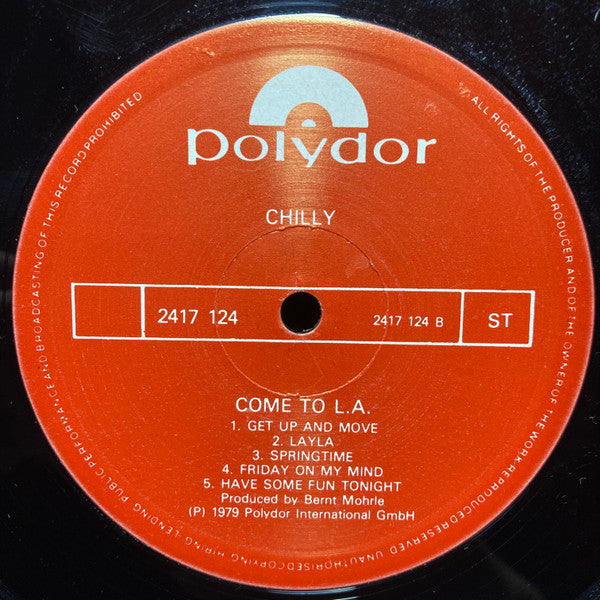 polydor
CHILLY
2417 124
2417 124 B
ST
COME TO L.A.
1. GET UP AND MOVE
2. LAYLA
3. SPRINGTIME
4. FRIDAY ON MY MIND
5. HAVE SOME FUN TONIGHT
Produced by Bernt Mohrle
(P) 1979 Polydor International GmbH
ALL RIGHTS OF THE PRODUCER AND OF THE OWNER OF THE WORK REPRODUCED RESERVED UNAUTHORISED COPYING HIRING LENDING PUBLIC PERFORMANCE AND BROADCASTING OF THIS RECORD PROHIBITED